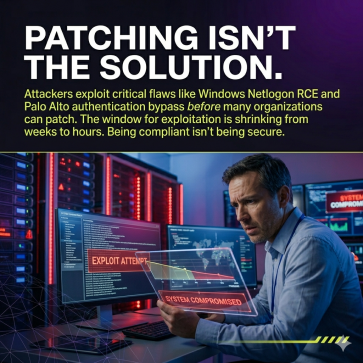 PATCHING ISN'T
THE SOLUTION.
Attackers exploit critical flaws like Windows Netlogon RCE and
Palo Alto authentication bypass before many organizations
can patch. The window for exploitation is shrinking from
weeks to hours. Being compliant isn't being secure.
EXPLOIT ATTEMPT
SYSTEM COMPROMISED
SYSTEM